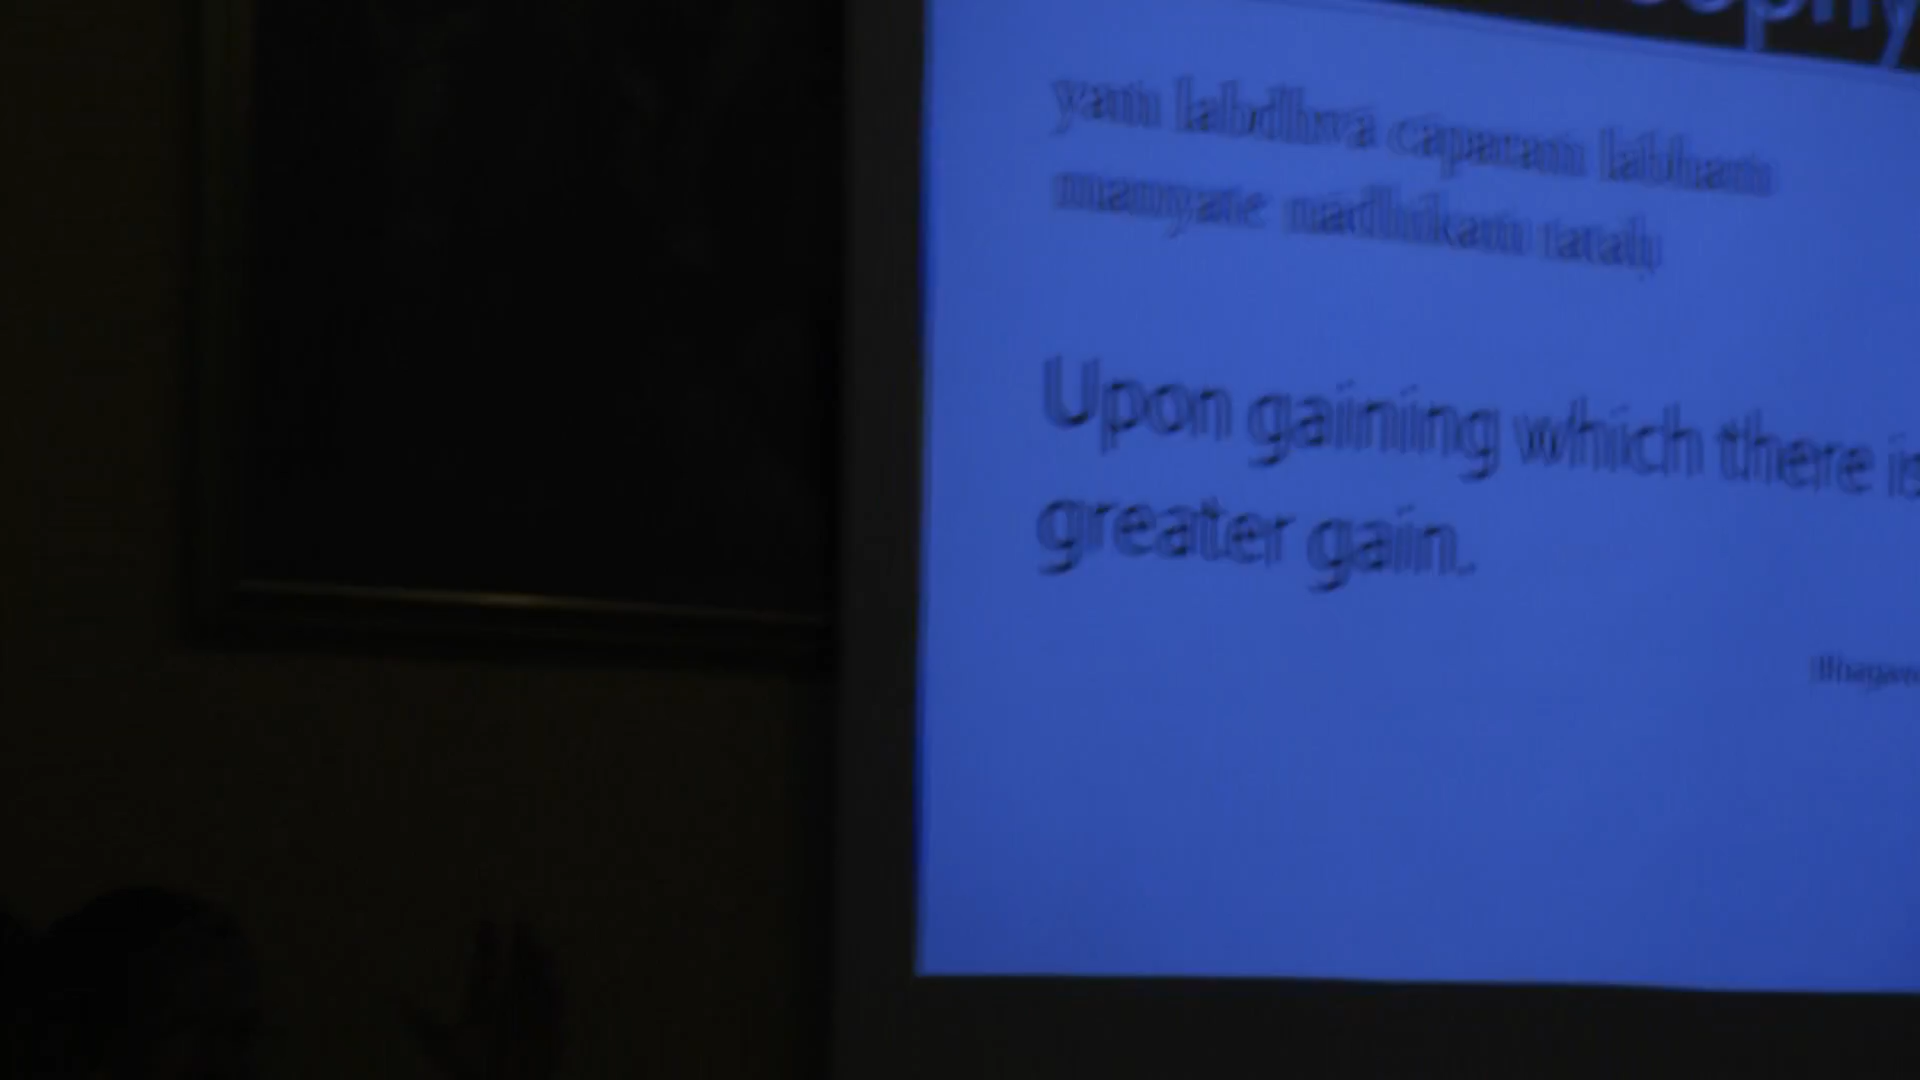 yam labdhva caparam labham
manyate nadhikam tatah
Upon gaining which there is
greater gain.